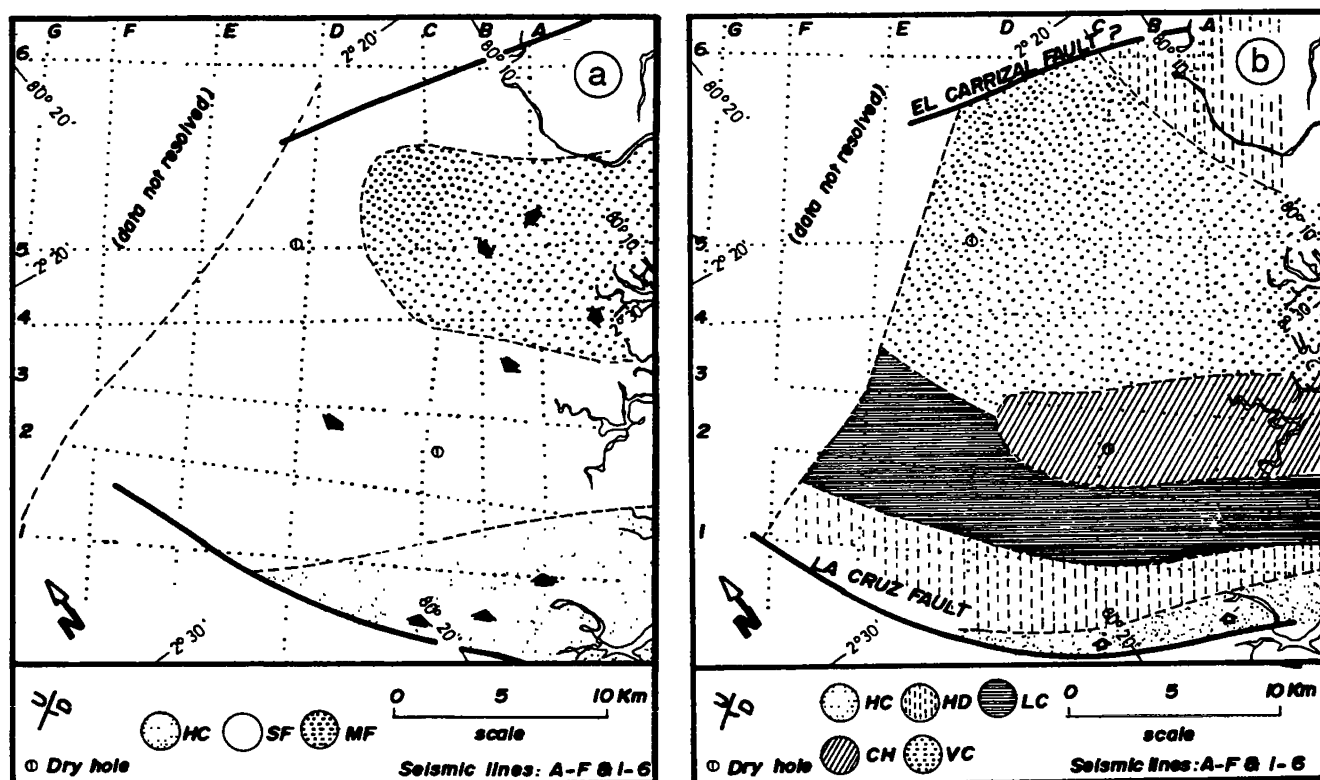 G F E D C B A
2° 20'
80° 10'
a
6
80° 20'
(data not resolved)
5
2° 20'
80° 10'
2° 30'
4
3
2
1
N
80° 20'
2° 30'
U/D
0 5 10 Km
scale
HC SF MF
Dry hole
Seismic lines: A-F & 1-6
G F E D C B A
2° 20'
80° 10'
b
6
EL CARRIZAL FAULT ?
80° 20'
(data not resolved)
5
2° 20'
80° 10'
2° 30'
4
3
2
1
LA CRUZ FAULT
N
80° 20'
2° 30'
U/D
HC HD LC
0 5 10 Km
scale
CH VC
Dry hole
Seismic lines: A-F & 1-6